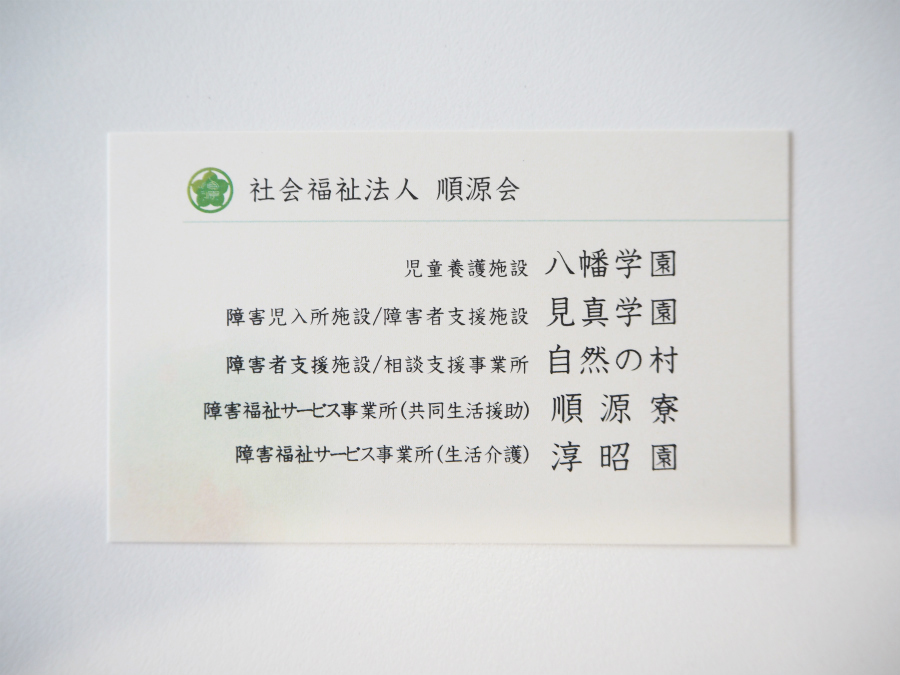 社会福祉法人 順源会
児童養護施設 八幡学園
障害児入所施設/障害者支援施設 見真学園
障害者支援施設/相談支援事業所 自然の村
障害福祉サービス事業所(共同生活援助) 順源寮
障害福祉サービス事業所(生活介護) 淳昭園